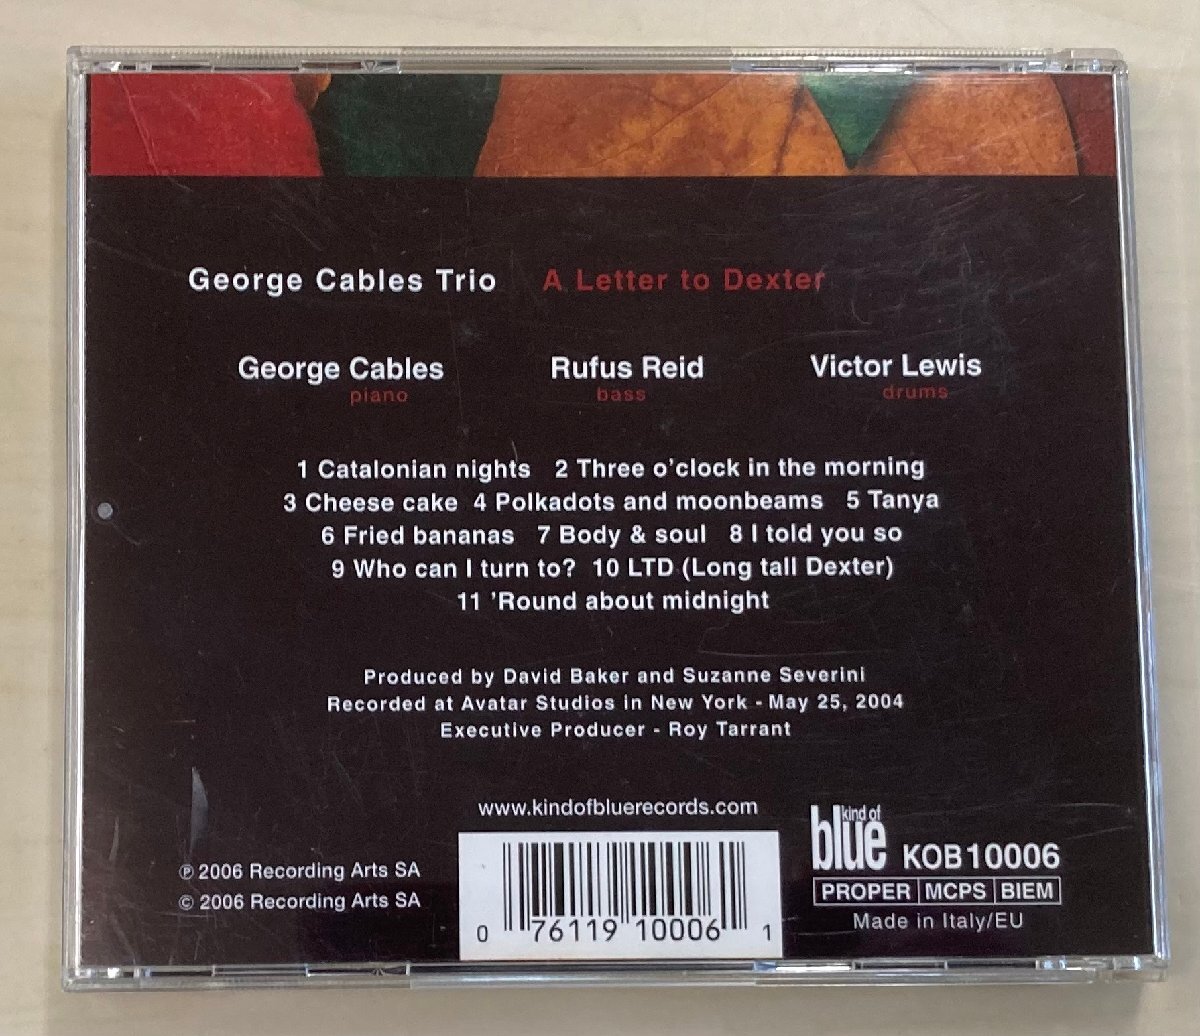 George Cables Trio A Letter to Dexter
George Cables Rufus Reid Victor Lewis
piano bass drums
1 Catalonian nights 2 Three o'clock in the morning
3 Cheese cake 4 Polkadots and moonbeams 5 Tanya
6 Fried bananas 7 Body & soul 8 I told you so
9 Who can I turn to? 10 LTD (Long tall Dexter)
11 'Round about midnight
Produced by David Baker and Suzanne Severini
Recorded at Avatar Studios in New York - May 25, 2004
Executive Producer - Roy Tarrant
www.kindofbluerecords.com
℗ 2006 Recording Arts SA
© 2006 Recording Arts SA
0 76119 10006 1
kind of
blue KOB10006
PROPER MCPS BIEM
Made in Italy/EU